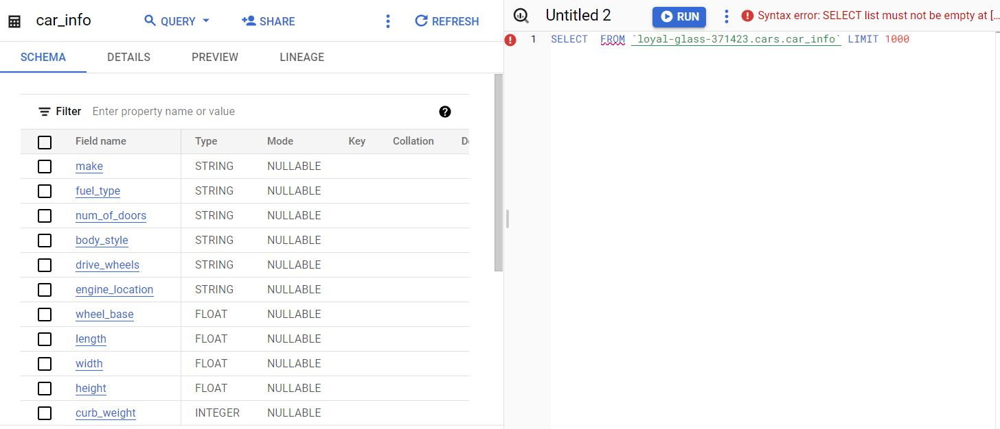 car_info QUERY SHARE REFRESH
SCHEMA DETAILS PREVIEW LINEAGE
Filter Enter property name or value ?
Field name Type Mode Key Collation
make STRING NULLABLE
fuel_type STRING NULLABLE
num_of_doors STRING NULLABLE
body_style STRING NULLABLE
drive_wheels STRING NULLABLE
engine_location STRING NULLABLE
wheel_base FLOAT NULLABLE
length FLOAT NULLABLE
width FLOAT NULLABLE
height FLOAT NULLABLE
curb_weight INTEGER NULLABLE
Untitled 2 RUN ! Syntax error: SELECT list must not be empty at [...
! 1 SELECT  FROM `loyal-glass-371423.cars.car_info` LIMIT 1000